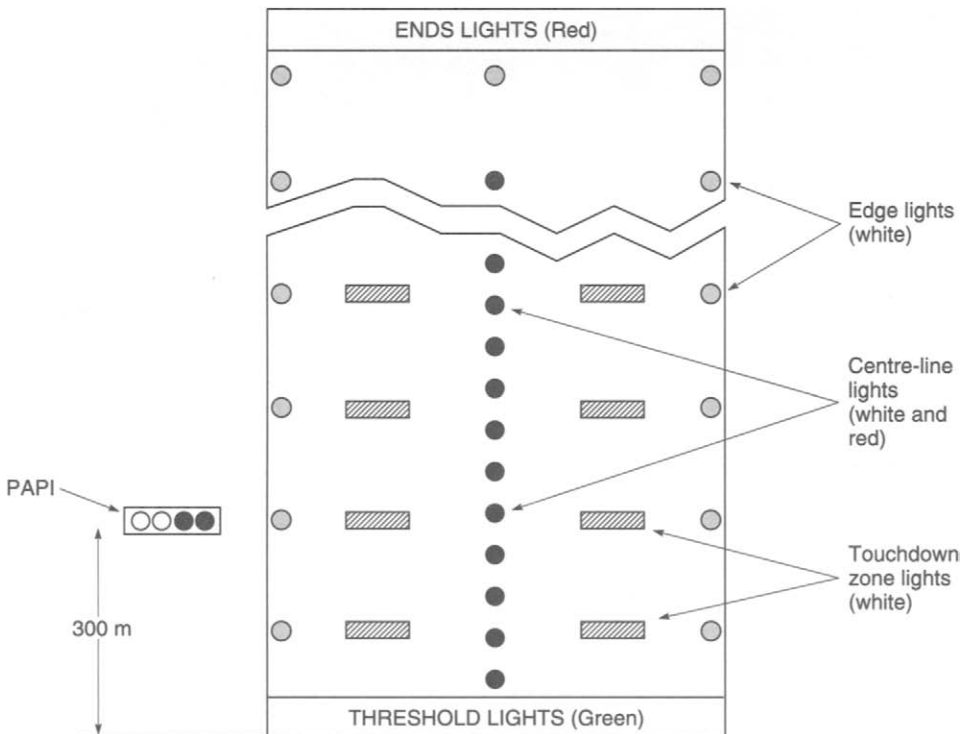 ENDS LIGHTS (Red)
Edge lights
(white)
Centre-line
lights
(white and
red)
PAPI
Touchdown
zone lights
(white)
300 m
THRESHOLD LIGHTS (Green)